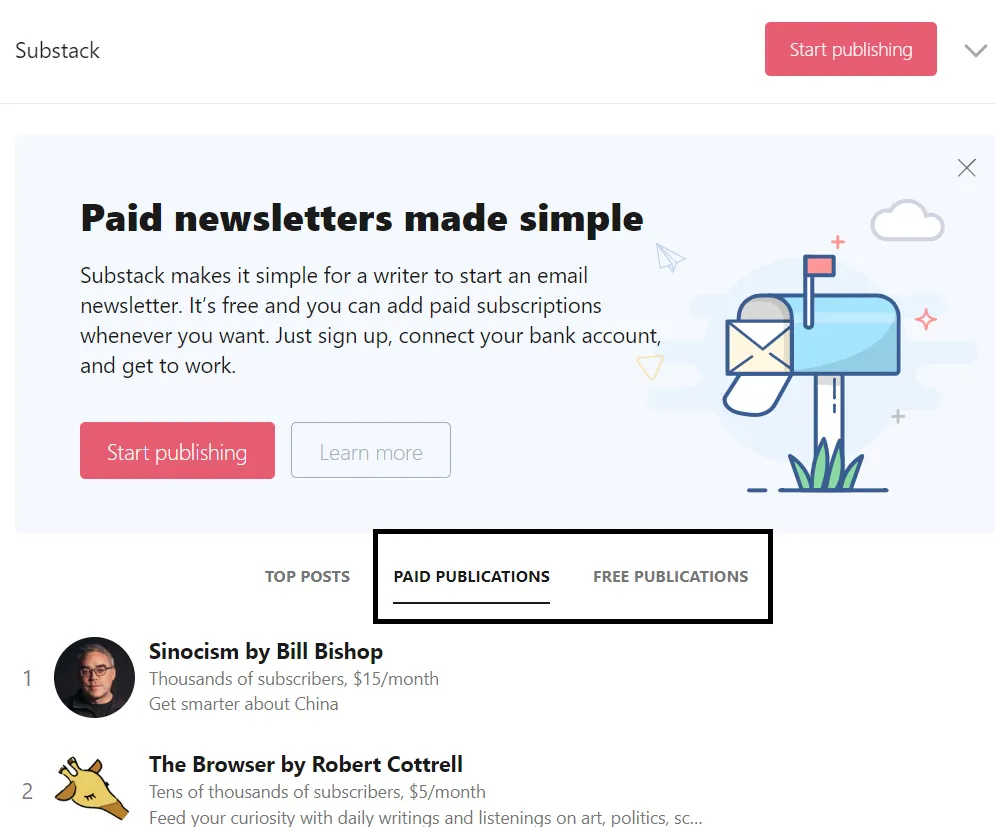 Substack
Start publishing
Paid newsletters made simple
Substack makes it simple for a writer to start an email
newsletter. It’s free and you can add paid subscriptions
whenever you want. Just sign up, connect your bank account,
and get to work.
Start publishing
Learn more
TOP POSTS
PAID PUBLICATIONS
FREE PUBLICATIONS
1
Sinocism by Bill Bishop
Thousands of subscribers, $15/month
Get smarter about China
2
The Browser by Robert Cottrell
Tens of thousands of subscribers, $5/month
Feed your curiosity with daily writings and listenings on art, politics, sc...